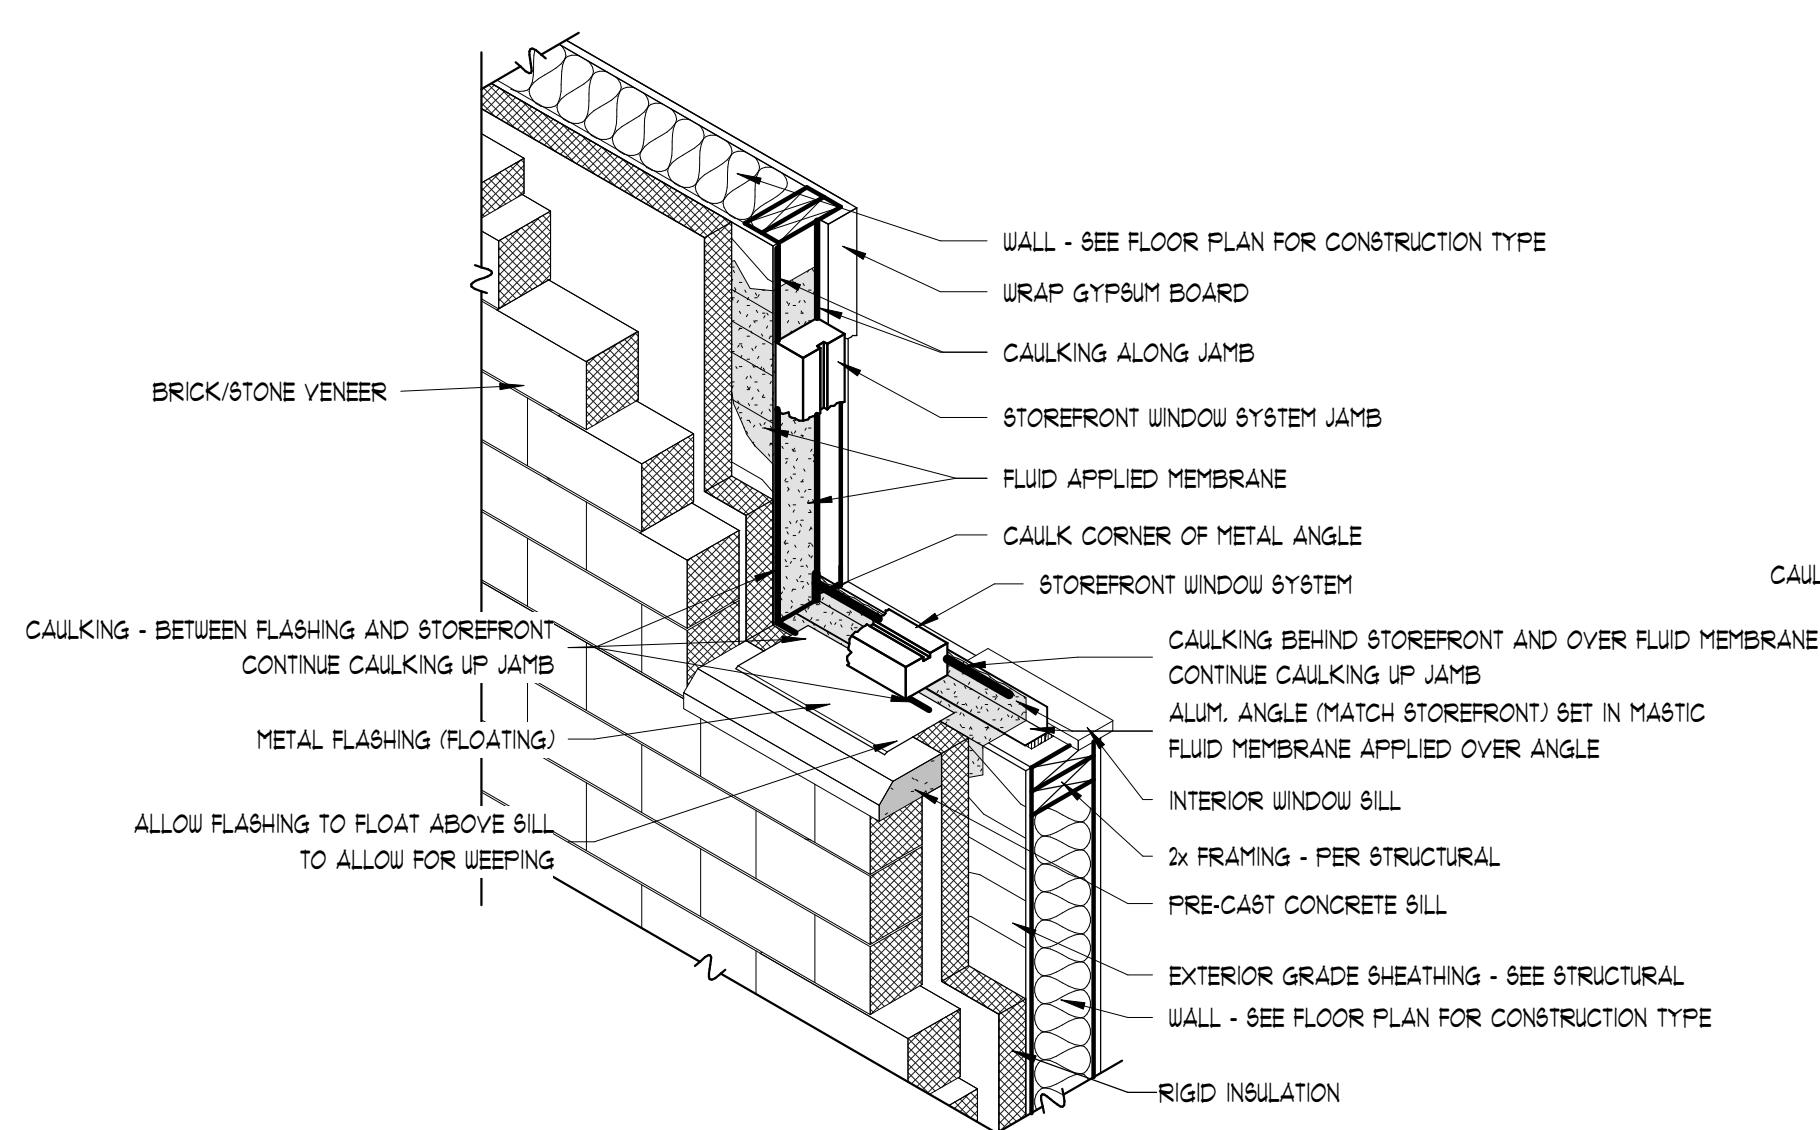 WALL - SEE FLOOR PLAN FOR CONSTRUCTION TYPE
WRAP GYPSUM BOARD
CAULKING ALONG JAMB
BRICK/STONE VENEER
STOREFRONT WINDOW SYSTEM JAMB
FLUID APPLIED MEMBRANE
CAULK CORNER OF METAL ANGLE
STOREFRONT WINDOW SYSTEM
CAUL
CAULKING - BETWEEN FLASHING AND STOREFRONT
CONTINUE CAULKING UP JAMB
CAULKING BEHIND STOREFRONT AND OVER FLUID MEMBRANE
CONTINUE CAULKING UP JAMB
ALUM. ANGLE (MATCH STOREFRONT) SET IN MASTIC
FLUID MEMBRANE APPLIED OVER ANGLE
METAL FLASHING (FLOATING)
INTERIOR WINDOW SILL
ALLOW FLASHING TO FLOAT ABOVE SILL
TO ALLOW FOR WEEPING
2x FRAMING - PER STRUCTURAL
PRE-CAST CONCRETE SILL
EXTERIOR GRADE SHEATHING - SEE STRUCTURAL
WALL - SEE FLOOR PLAN FOR CONSTRUCTION TYPE
RIGID INSULATION